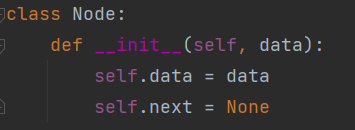 class Node:
    def __init__(self, data):
        self.data = data
        self.next = None